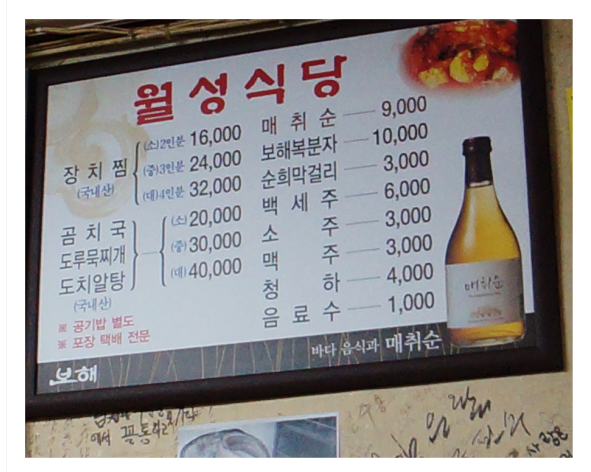 월성식당
장치찜 (국내산)
(소)2인분 16,000
(중)3인분 24,000
(대)4인분 32,000
곰치국
도루묵찌개
도치알탕
(국내산)
(소) 20,000
(중) 30,000
(대) 40,000
※ 공기밥 별도
※ 포장 택배 전문
매취순 9,000
보해복분자 10,000
순희막걸리 3,000
백세주 6,000
소주 3,000
맥주 3,000
청하 4,000
음료수 1,000
매취순
바다 음식과 매취순
보해
에서